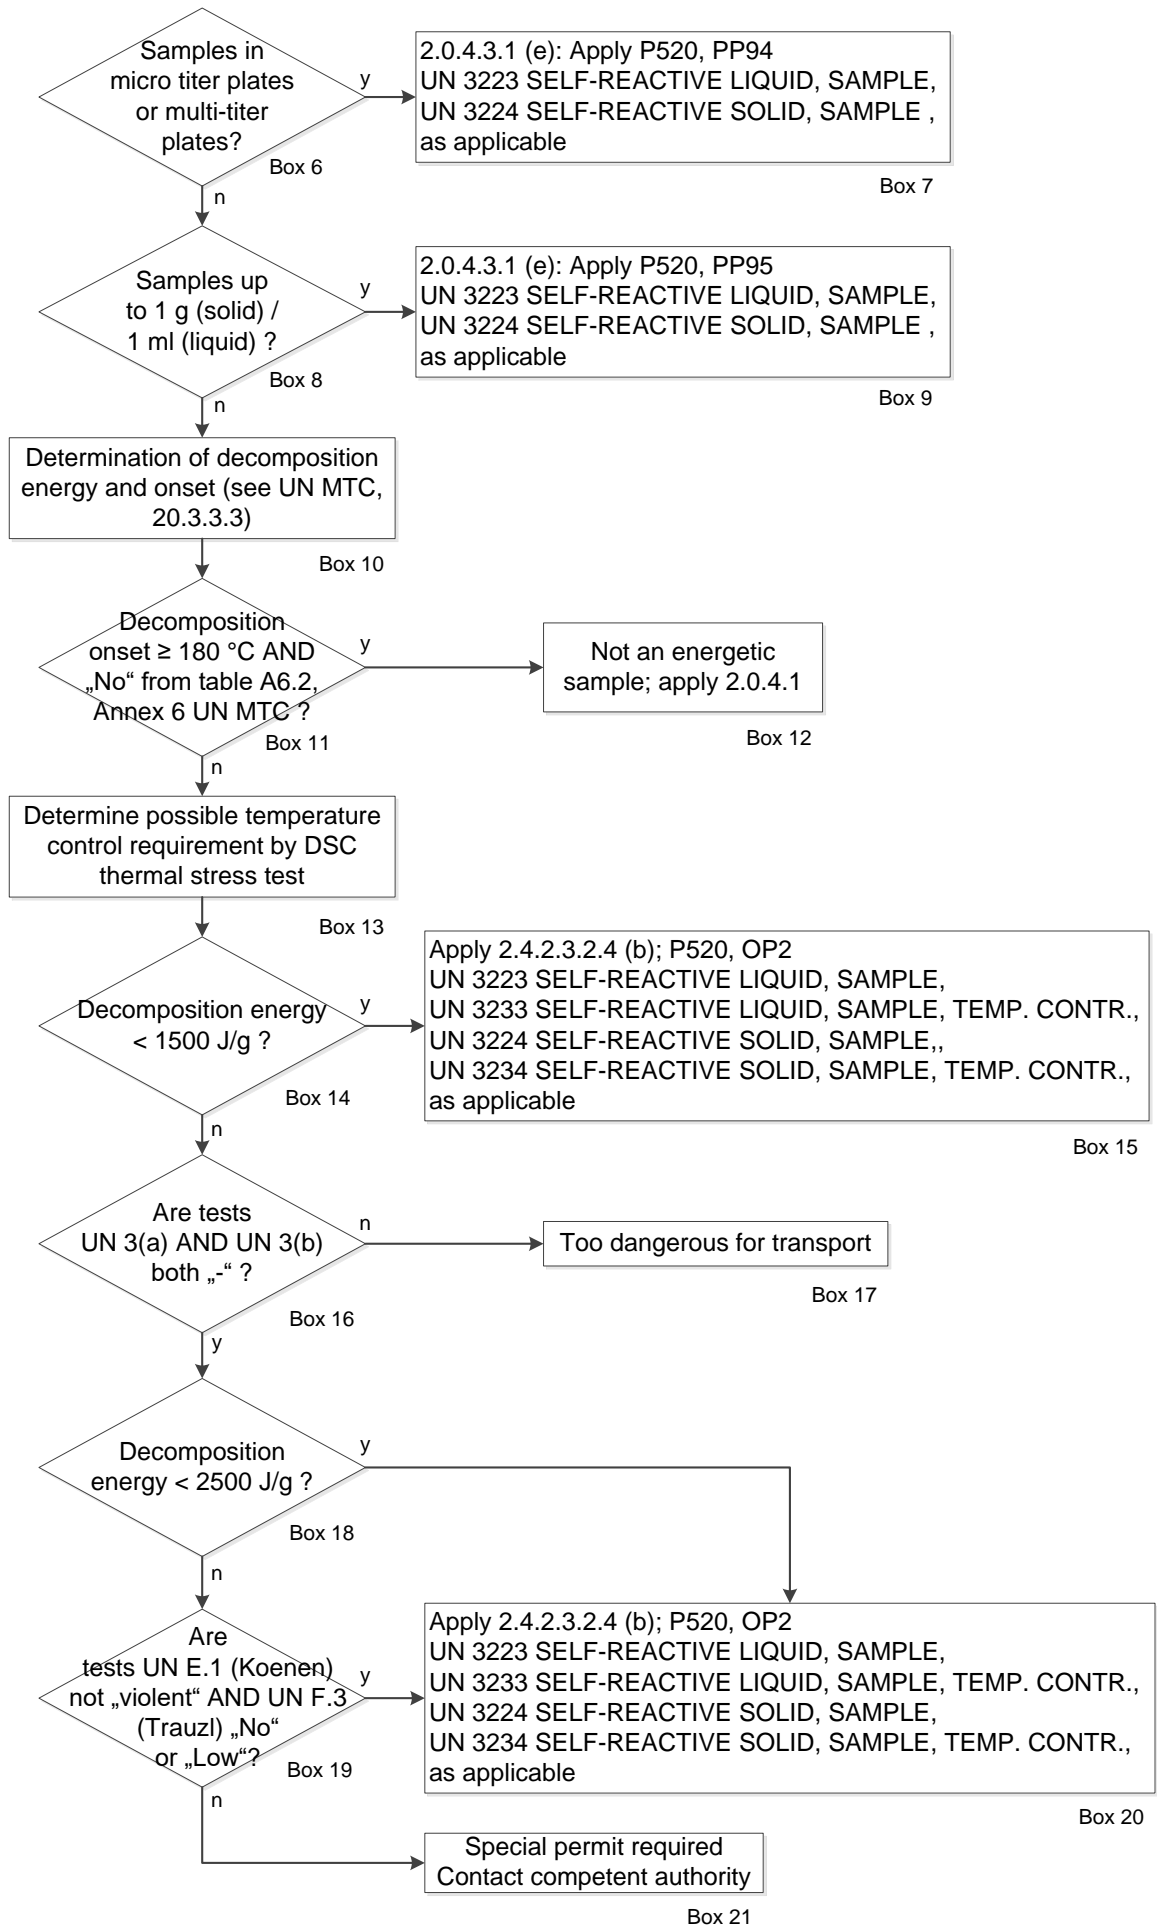 Samples in
micro titer plates
or multi-titer
plates?
Box 6
y
n
2.0.4.3.1 (e): Apply P520, PP94
UN 3223 SELF-REACTIVE LIQUID, SAMPLE,
UN 3224 SELF-REACTIVE SOLID, SAMPLE ,
as applicable
Box 7
Samples up
to 1 g (solid) /
1 ml (liquid) ?
Box 8
y
n
2.0.4.3.1 (e): Apply P520, PP95
UN 3223 SELF-REACTIVE LIQUID, SAMPLE,
UN 3224 SELF-REACTIVE SOLID, SAMPLE ,
as applicable
Box 9
Determination of decomposition
energy and onset (see UN MTC,
20.3.3.3)
Box 10
Decomposition
onset ≥ 180 °C AND
„No“ from table A6.2,
Annex 6 UN MTC ?
Box 11
y
n
Not an energetic
sample; apply 2.0.4.1
Box 12
Determine possible temperature
control requirement by DSC
thermal stress test
Box 13
Decomposition energy
< 1500 J/g ?
Box 14
y
n
Apply 2.4.2.3.2.4 (b); P520, OP2
UN 3223 SELF-REACTIVE LIQUID, SAMPLE,
UN 3233 SELF-REACTIVE LIQUID, SAMPLE, TEMP. CONTR.,
UN 3224 SELF-REACTIVE SOLID, SAMPLE,,
UN 3234 SELF-REACTIVE SOLID, SAMPLE, TEMP. CONTR.,
as applicable
Box 15
Are tests
UN 3(a) AND UN 3(b)
both „-“ ?
Box 16
n
y
Too dangerous for transport
Box 17
Decomposition
energy < 2500 J/g ?
Box 18
y
n
Are
tests UN E.1 (Koenen)
not „violent“ AND UN F.3
(Trauzl) „No“
or „Low“?
Box 19
y
n
Apply 2.4.2.3.2.4 (b); P520, OP2
UN 3223 SELF-REACTIVE LIQUID, SAMPLE,
UN 3233 SELF-REACTIVE LIQUID, SAMPLE, TEMP. CONTR.,
UN 3224 SELF-REACTIVE SOLID, SAMPLE,
UN 3234 SELF-REACTIVE SOLID, SAMPLE, TEMP. CONTR.,
as applicable
Box 20
Special permit required
Contact competent authority
Box 21